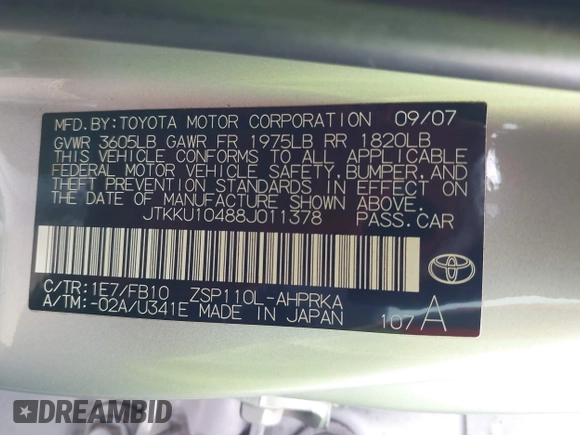 MFD. BY: TOYOTA MOTOR CORPORATION 09/07
GVWR 3605LB GAWR FR 1975LB RR 1820LB
THIS VEHICLE CONFORMS TO ALL APPLICABLE
FEDERAL MOTOR VEHICLE SAFETY, BUMPER, AND
THEFT PREVENTION STANDARDS IN EFFECT ON
THE DATE OF MANUFACTURE SHOWN ABOVE.
JTKKU10488J011378 PASS. CAR
C/TR: 1E7/FB10 ZSP110L-AHPRKA
A/TM: -02A/U341E MADE IN JAPAN 107 A
DREAMBID